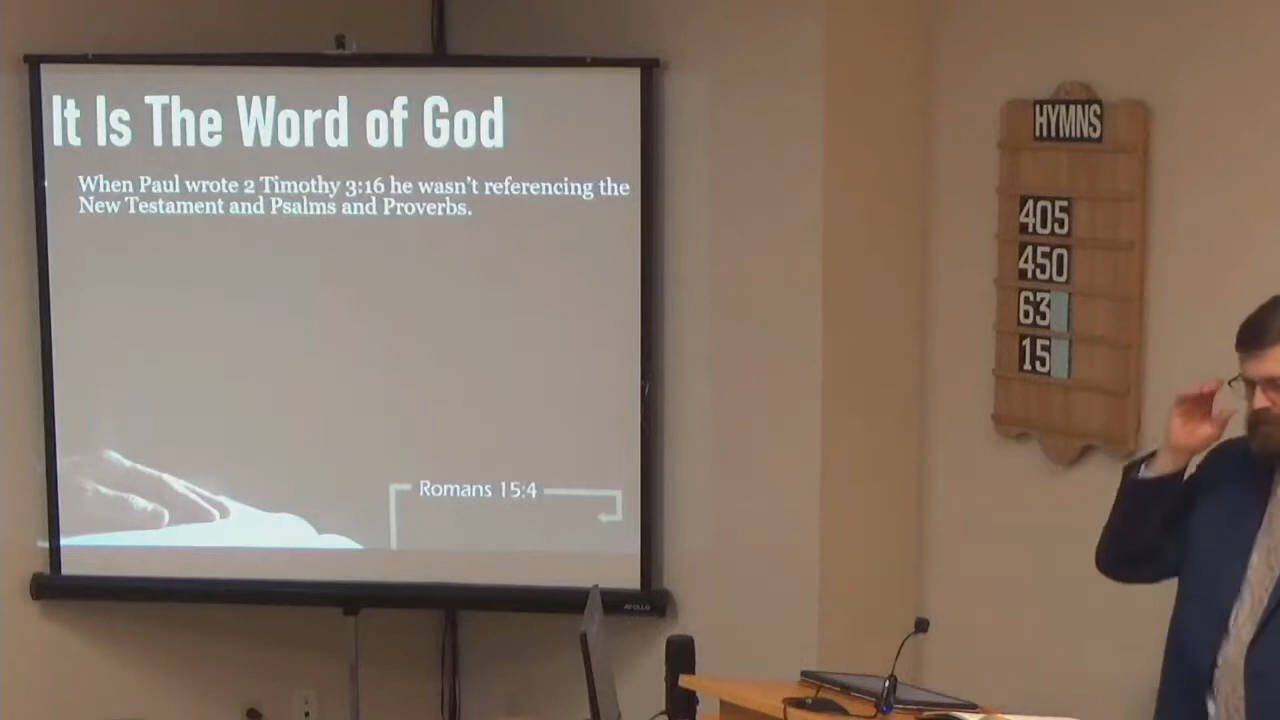 It Is The Word of God
When Paul wrote 2 Timothy 3:16 he wasn't referencing the
New Testament and Psalms and Proverbs.
Romans 15:4
APOLLO
HYMNS
405
450
63
15